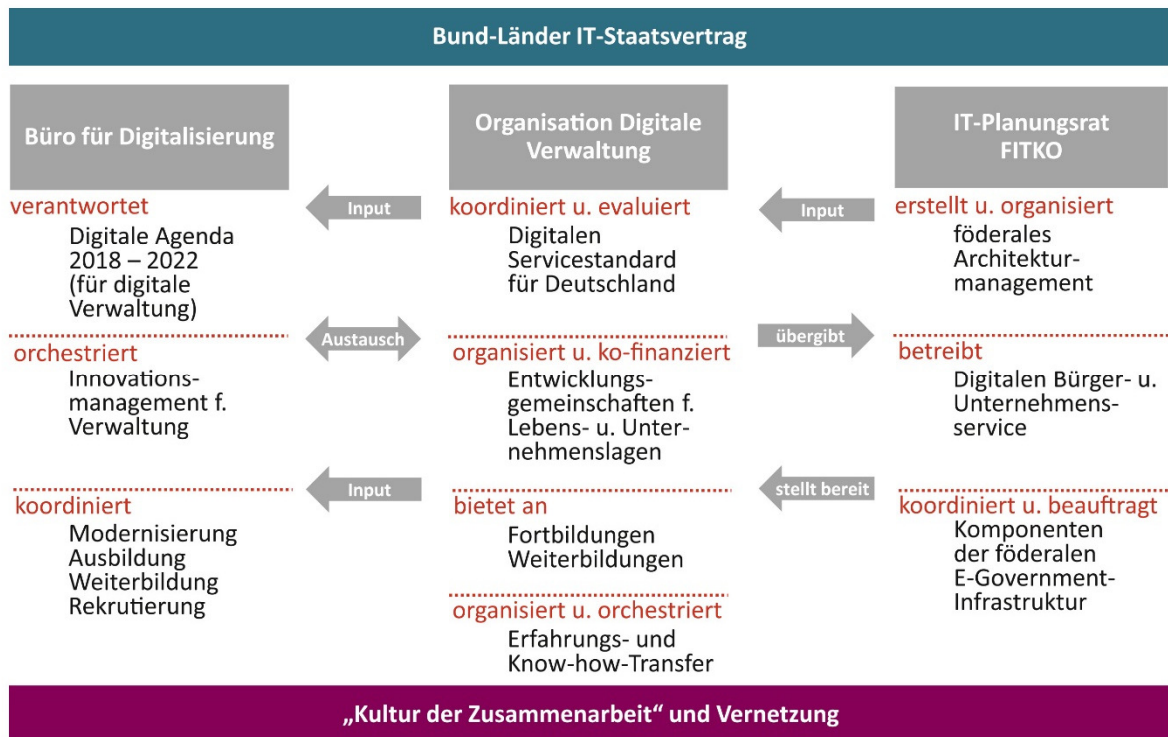 Bund-Länder IT-Staatsvertrag
Büro für Digitalisierung
verantwortet
Digitale Agenda
2018 – 2022
(für digitale
Verwaltung)
orchestriert
Innovations-
management f.
Verwaltung
koordiniert
Modernisierung
Ausbildung
Weiterbildung
Rekrutierung
Input
Austausch
Input
Organisation Digitale
Verwaltung
koordiniert u. evaluiert
Digitalen
Servicestandard
für Deutschland
organisiert u. ko-finanziert
Entwicklungs-
gemeinschaften f.
Lebens- u. Unter-
nehmenslagen
bietet an
Fortbildungen
Weiterbildungen
organisiert u. orchestriert
Erfahrungs- und
Know-how-Transfer
Input
übergibt
stellt bereit
IT-Planungsrat
FITKO
erstellt u. organisiert
föderales
Architektur-
management
betreibt
Digitalen Bürger- u.
Unternehmens-
service
koordiniert u. beauftragt
Komponenten
der föderalen
E-Government-
Infrastruktur
„Kultur der Zusammenarbeit“ und Vernetzung